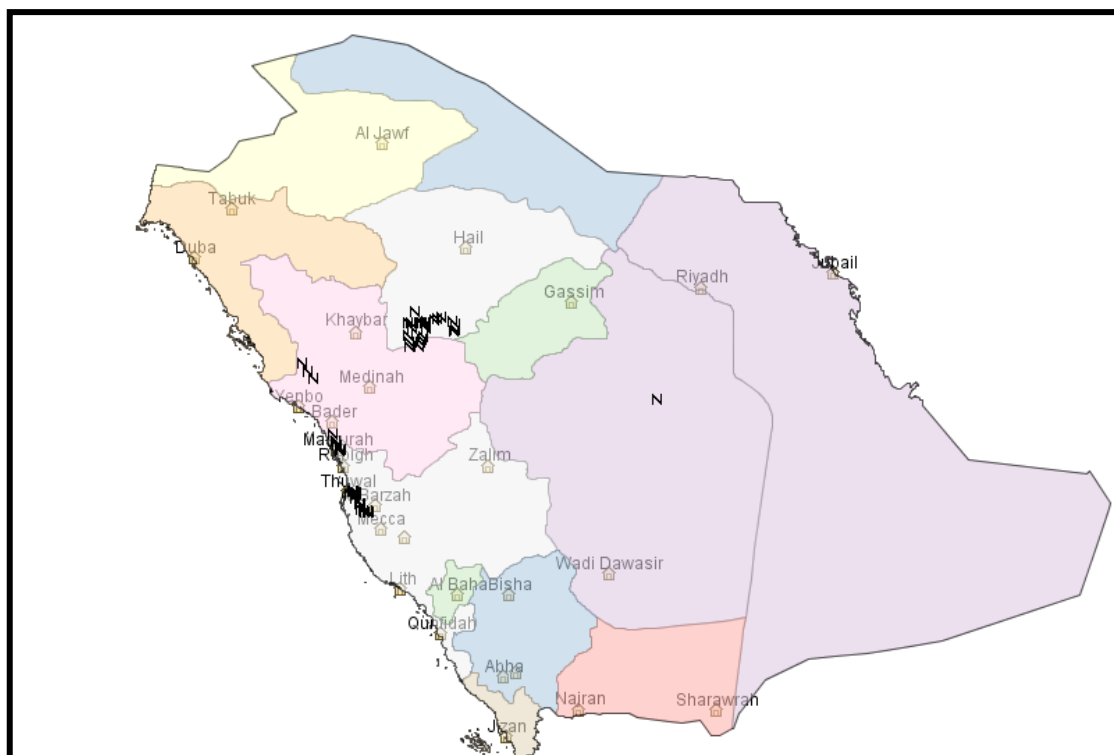 Al Jawf
Tabuk
Duba
Hail
Jubail
Riyadh
Gassim
Khaybar
N N N N N N N
Medinah
N N
N
Yenbo
Bader
Rabigh
Zalim
Thuwal
Barzah
Mecca
Wadi Dawasir
Lith
Al Baha
Bisha
Qunfidah
Abha
Najran
Sharawrah
Jizan